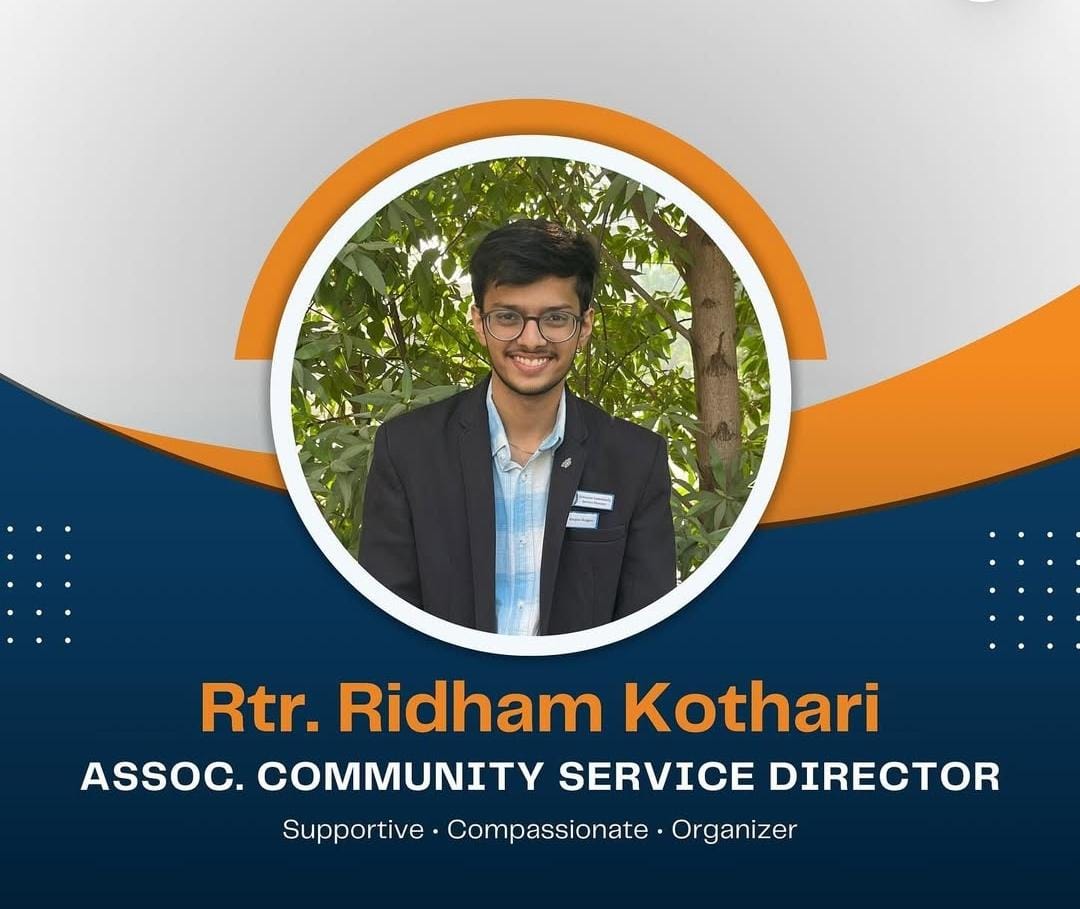 Rtr. Ridham Kothari
ASSOC. COMMUNITY SERVICE DIRECTOR
Supportive • Compassionate • Organizer